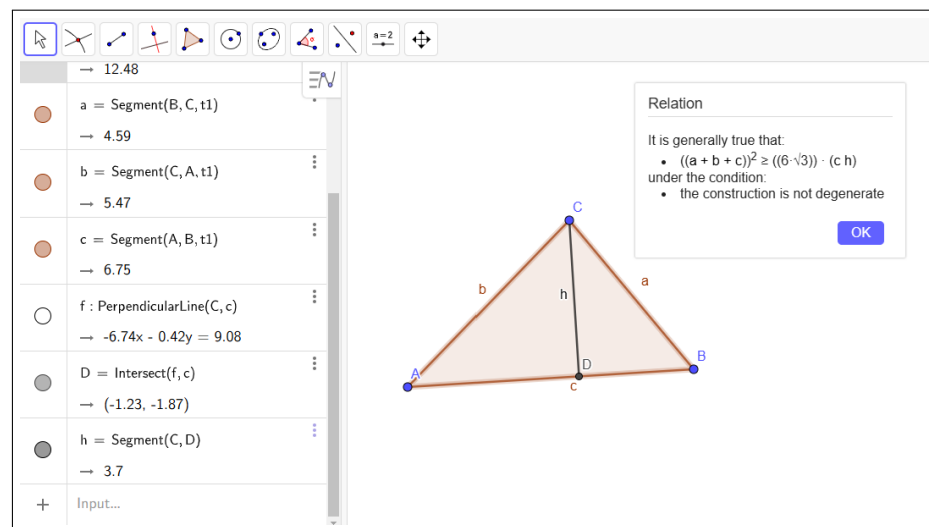 a=2
→ 12.48
a = Segment(B, C, t1)
→ 4.59
b = Segment(C, A, t1)
→ 5.47
c = Segment(A, B, t1)
→ 6.75
f : PerpendicularLine(C, c)
→ -6.74x - 0.42y = 9.08
D = Intersect(f, c)
→ (-1.23, -1.87)
h = Segment(C, D)
→ 3.7
+ Input...
Relation
It is generally true that:
• ((a + b + c))² ≥ ((6·√3)) · (c h)
under the condition:
• the construction is not degenerate
OK
C
b
a
h
D
B
A
c